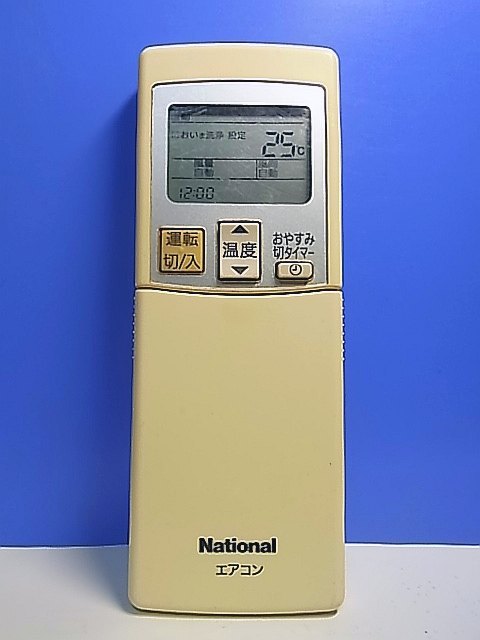 においま洗浄 設定
25℃
風量 風向
自動 自動
12:00
運転
切/入
温度
おやすみ
切タイマー
National
エアコン